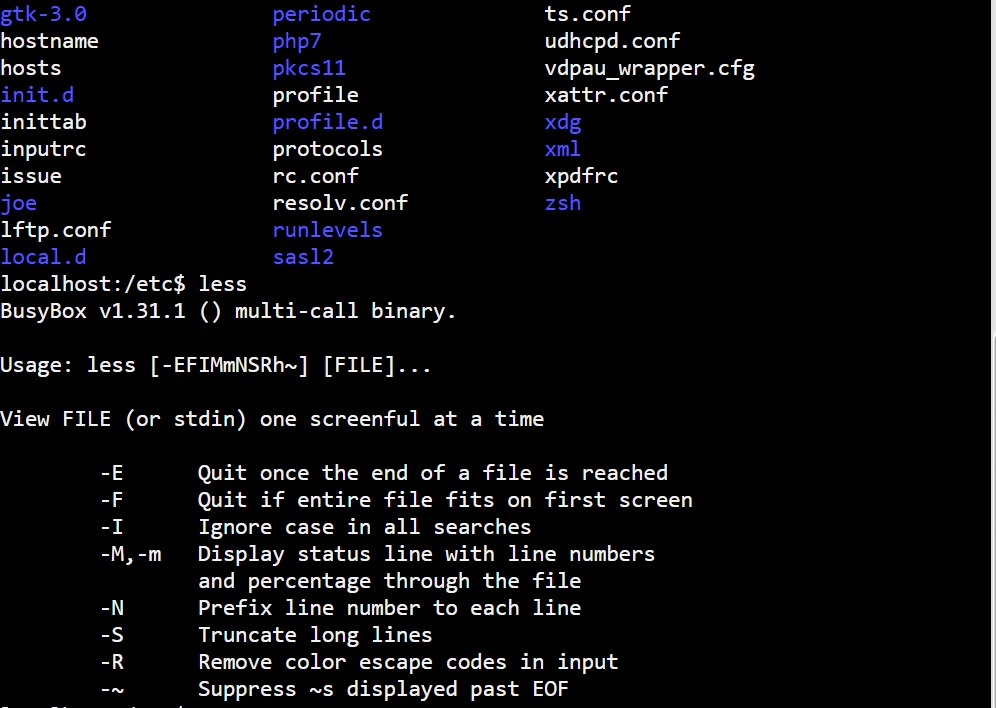 gtk-3.0 periodic ts.conf
hostname php7 udhcpd.conf
hosts pkcs11 vdpau_wrapper.cfg
init.d profile xattr.conf
inittab profile.d xdg
inputrc protocols xml
issue rc.conf xpdfrc
joe resolv.conf zsh
lftp.conf runlevels
local.d sasl2
localhost:/etc$ less
BusyBox v1.31.1 () multi-call binary.
Usage: less [-EFIMmNSRh~] [FILE]...
View FILE (or stdin) one screenful at a time
-E Quit once the end of a file is reached
-F Quit if entire file fits on first screen
-I Ignore case in all searches
-M,-m Display status line with line numbers
and percentage through the file
-N Prefix line number to each line
-S Truncate long lines
-R Remove color escape codes in input
-~ Suppress ~s displayed past EOF